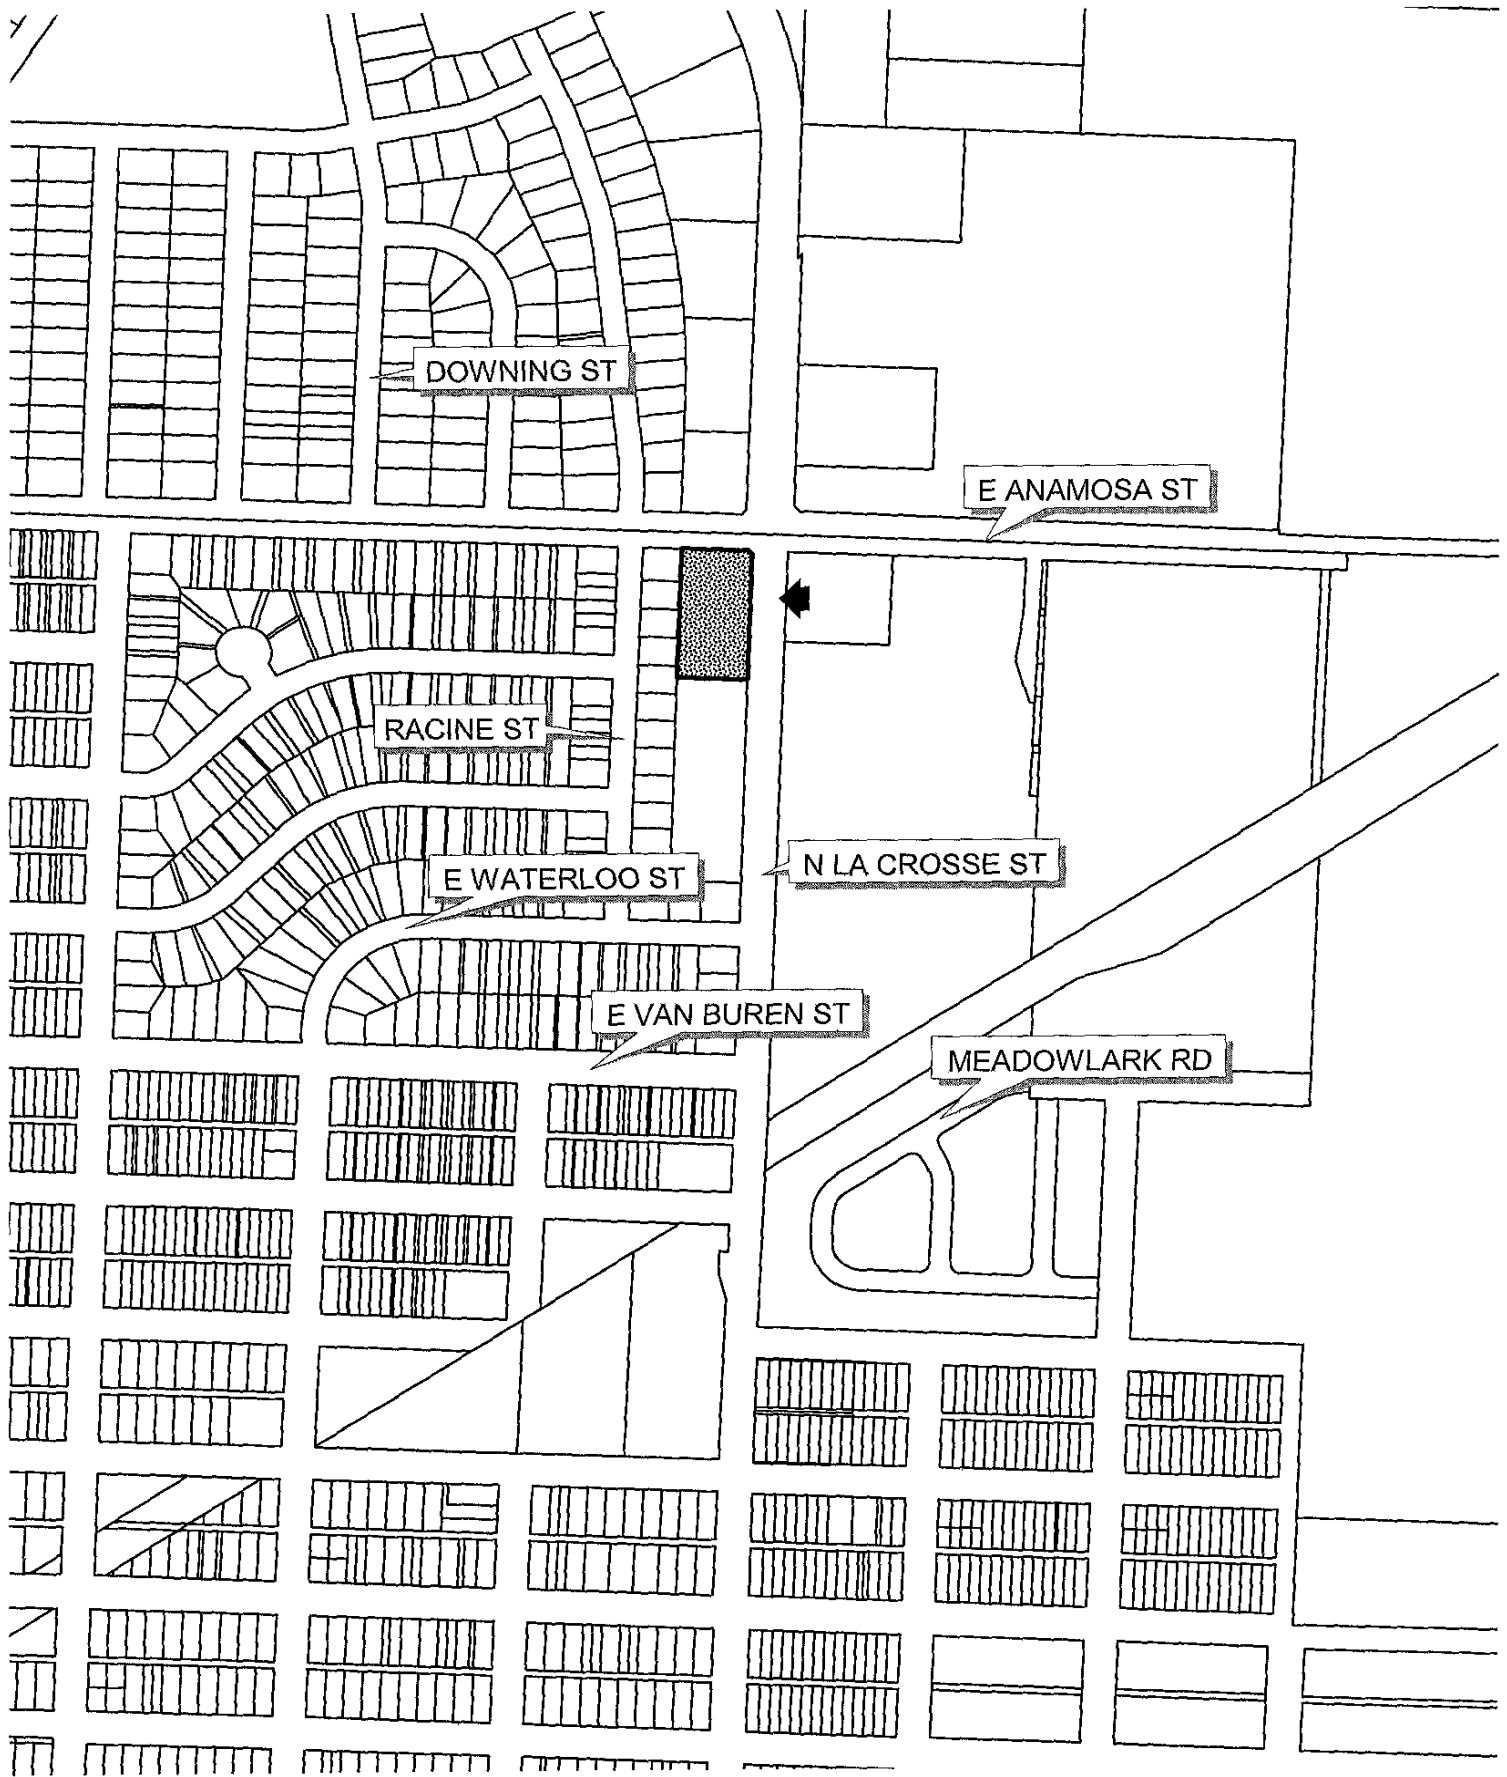 DOWNING ST
E ANAMOSA ST
RACINE ST
N LA CROSSE ST
E WATERLOO ST
E VAN BUREN ST
MEADOWLARK RD